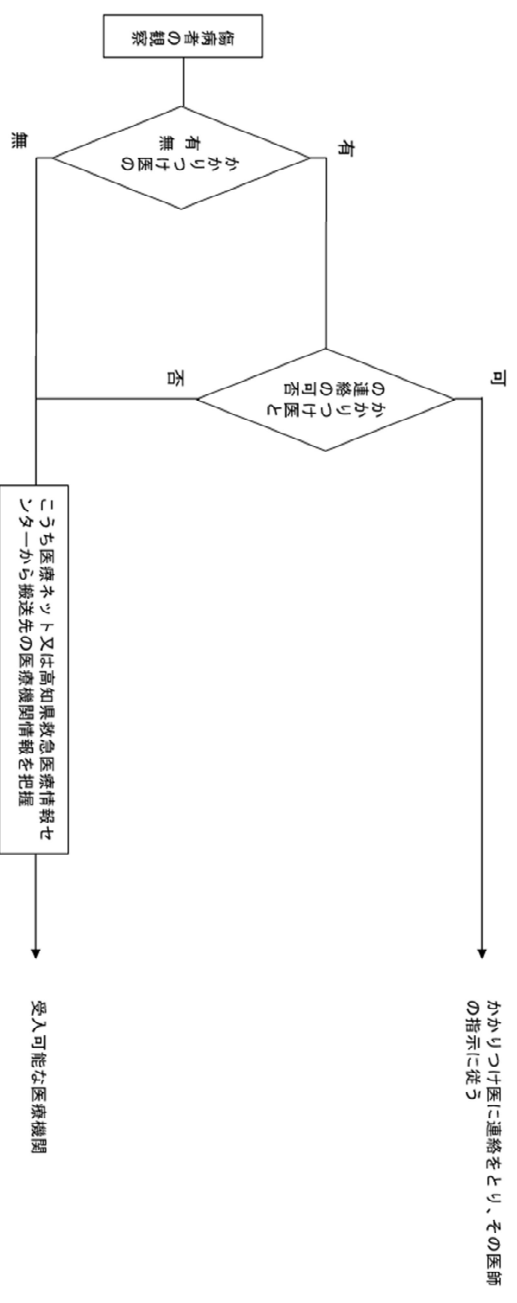 傷病者の観察
かかりつけ医の
有無
有
無
かかりつけ医と
の連絡の可否
可
否
かかりつけ医に連絡をとり、その医師
の指示に従う
こうち医療ネット又は高知県救急医療情報セ
ンターから搬送先の医療機関情報を把握
受入可能な医療機関